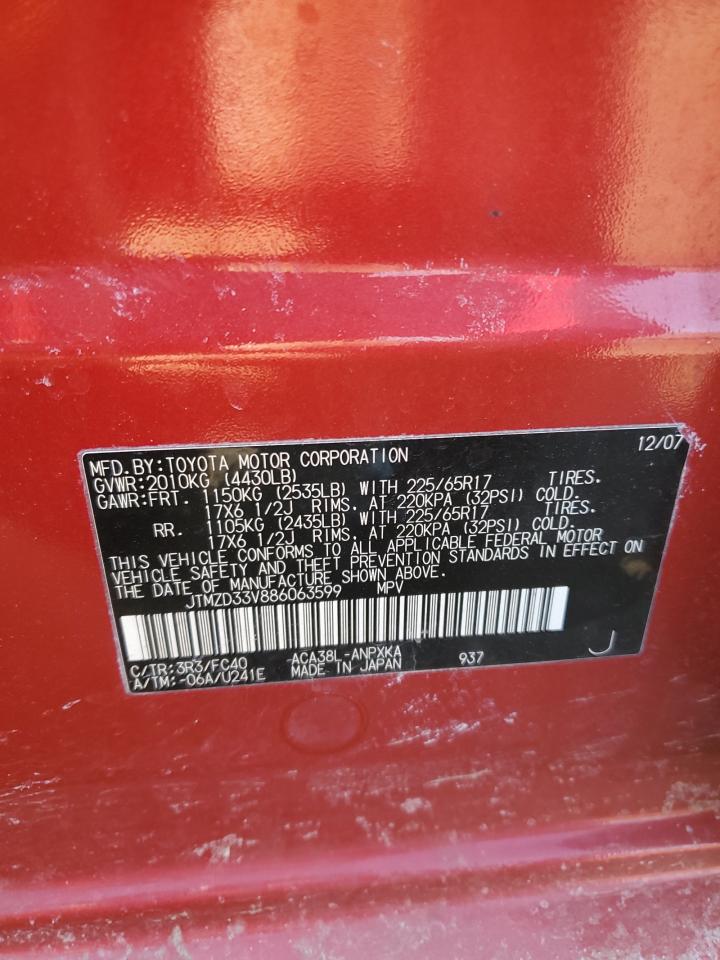 12/07
MFD.BY:TOYOTA MOTOR CORPORATION
GVWR:2010KG (4430LB)
GAWR:FRT. 1150KG (2535LB) WITH 225/65R17 TIRES.
17X6 1/2J RIMS. AT 220KPA (32PSI) COLD.
RR. 1105KG (2435LB) WITH 225/65R17 TIRES.
17X6 1/2J RIMS. AT 220KPA (32PSI) COLD.
THIS VEHICLE CONFORMS TO ALL APPLICABLE FEDERAL MOTOR
VEHICLE SAFETY AND THEFT PREVENTION STANDARDS IN EFFECT ON
THE DATE OF MANUFACTURE SHOWN ABOVE.
JTMZD33V886063599 MPV
C/TR:3R3/FC40 ACA38L-ANPXKA
A/TM:-06A/U241E MADE IN JAPAN 937 J